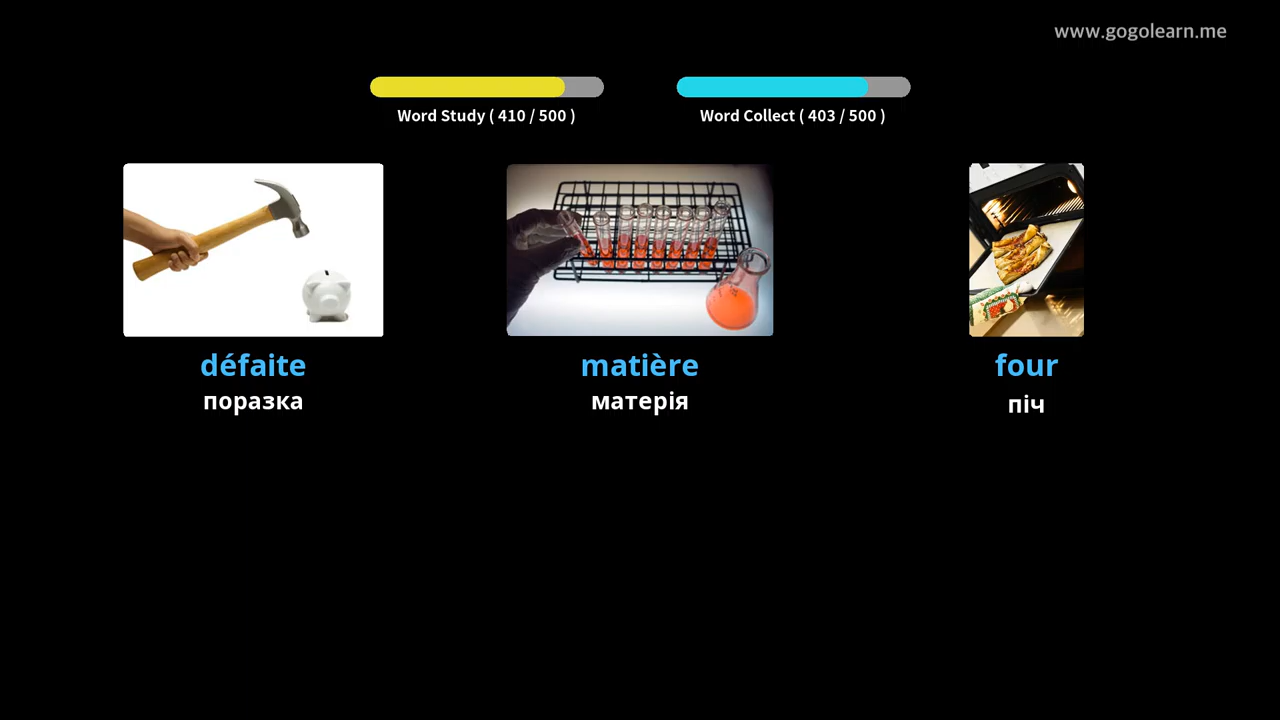 www.gogolearn.me
Word Study ( 410 / 500 )
Word Collect ( 403 / 500 )
défaite
matière
four
поразка
матерія
піч